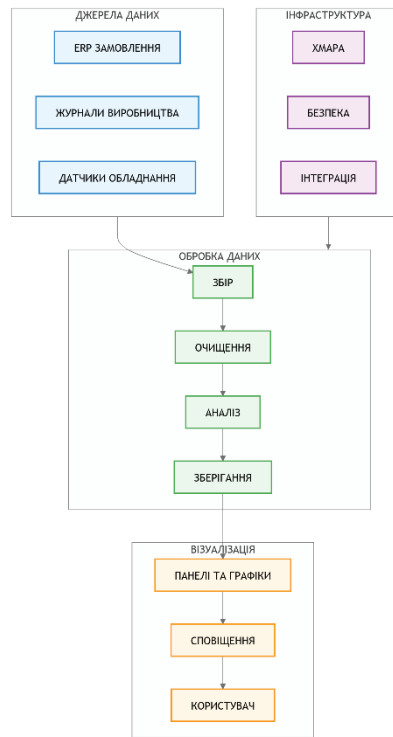 ДЖЕРЕЛА ДАНИХ
ERP ЗАМОВЛЕННЯ
ЖУРНАЛИ ВИРОБНИЦТВА
ДАТЧИКИ ОБЛАДНАННЯ
ІНФРАСТРУКТУРА
ХМАРА
БЕЗПЕКА
ІНТЕГРАЦІЯ
ОБРОБКА ДАНИХ
ЗБІР
ОЧИЩЕННЯ
АНАЛІЗ
ЗБЕРІГАННЯ
ВІЗУАЛІЗАЦІЯ
ПАНЕЛІ ТА ГРАФІКИ
СПОВІЩЕННЯ
КОРИСТУВАЧ